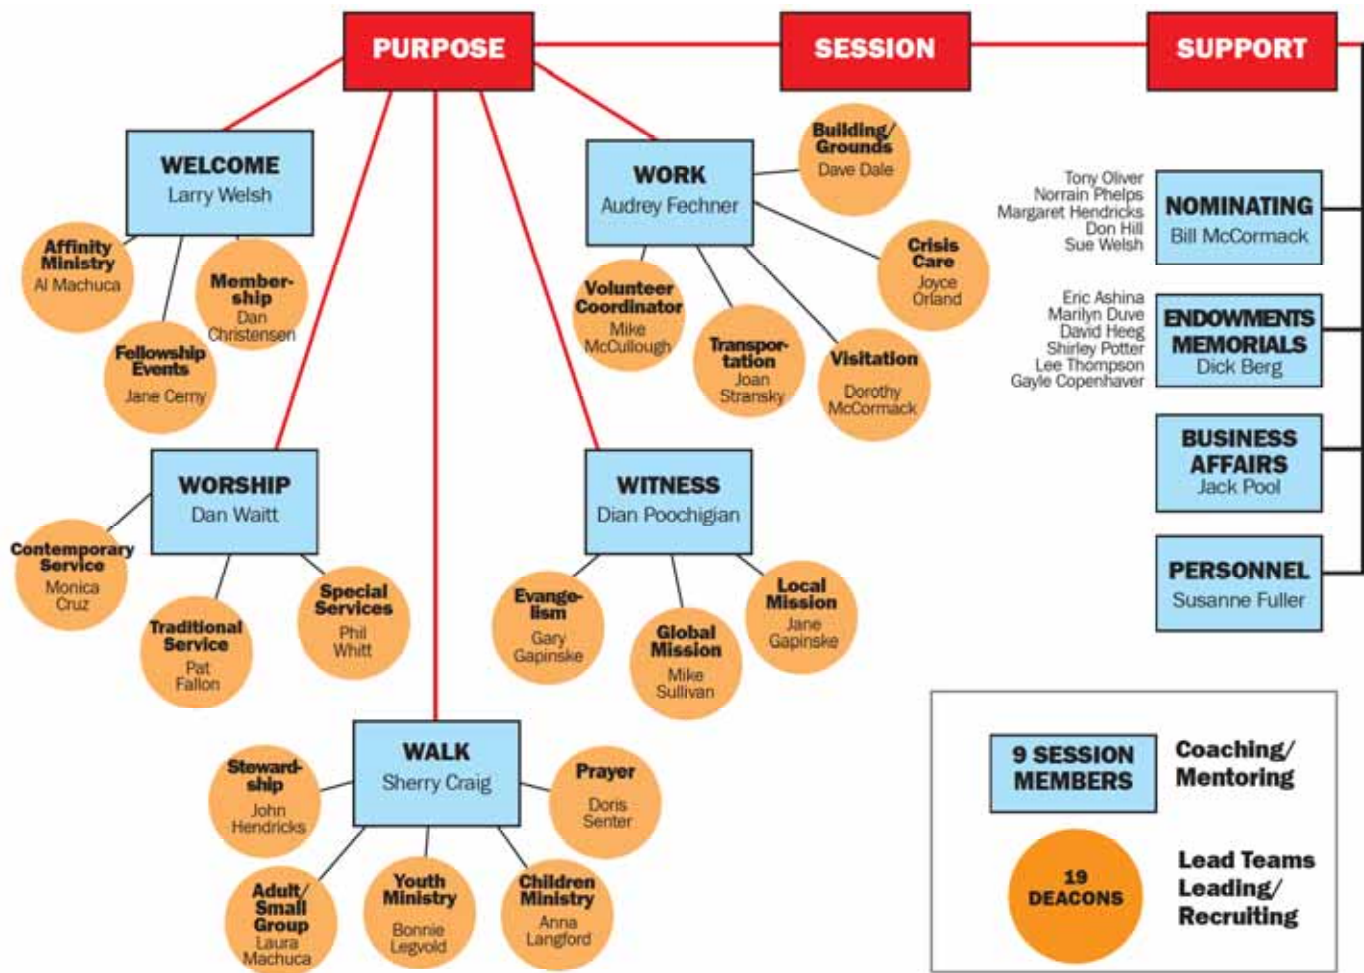 PURPOSE
SESSION
SUPPORT
WELCOME
Larry Welsh
Affinity
Ministry
Al Machuca
Fellowship
Events
Jane Cerny
Member-
ship
Dan
Christensen
WORK
Audrey Fechner
Building/
Grounds
Dave Dale
Crisis
Care
Joyce
Orland
Volunteer
Coordinator
Mike
McCullough
Transpor-
tation
Joan
Stransky
Visitation
Dorothy
McCormack
Tony Oliver
Norrain Phelps
Margaret Hendricks
Don Hill
Sue Welsh
NOMINATING
Bill McCormack
Eric Ashina
Marilyn Duve
David Heeg
Shirley Potter
Lee Thompson
Gayle Copenhaver
ENDOWMENTS
MEMORIALS
Dick Berg
BUSINESS
AFFAIRS
Jack Pool
PERSONNEL
Susanne Fuller
WORSHIP
Dan Waitt
Contemporary
Service
Monica
Cruz
Traditional
Service
Pat
Fallon
Special
Services
Phil
Whitt
WITNESS
Dian Poochigian
Evange-
lism
Gary
Gapinske
Global
Mission
Mike
Sullivan
Local
Mission
Jane
Gapinske
WALK
Sherry Craig
Steward-
ship
John
Hendricks
Adult/
Small
Group
Laura
Machuca
Youth
Ministry
Bonnie
Legvold
Children
Ministry
Anna
Langford
Prayer
Doris
Senter
9 SESSION
MEMBERS
Coaching/
Mentoring
19
DEACONS
Lead Teams
Leading/
Recruiting